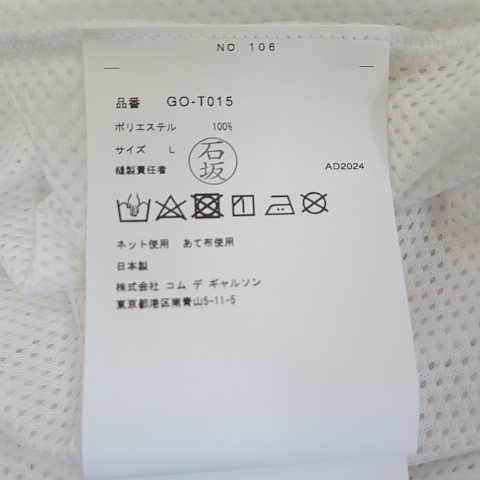 NO. 106
品番 GO-T015
ポリエステル 100%
サイズ L
縫製責任者 石坂
AD2024
ネット使用 あて布使用
日本製
株式会社 コム デ ギャルソン
東京都港区南青山5-11-5